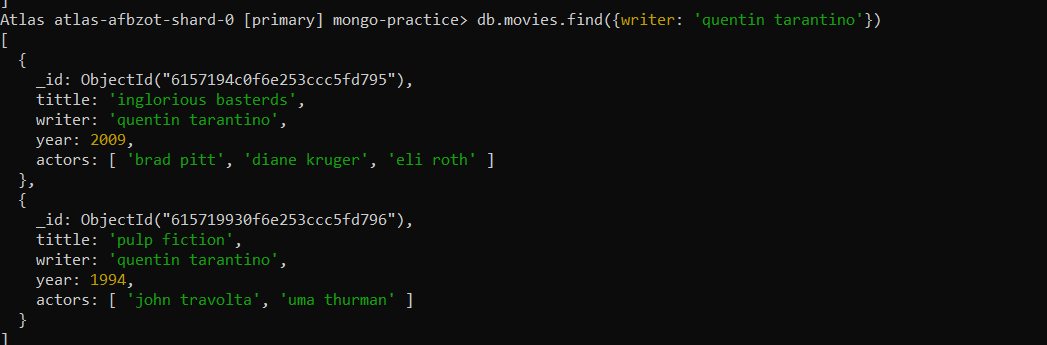 ]
Atlas atlas-afbzot-shard-0 [primary] mongo-practice> db.movies.find({writer: 'quentin tarantino'})
[
  {
    _id: ObjectId("6157194c0f6e253ccc5fd795"),
    tittle: 'inglorious basterds',
    writer: 'quentin tarantino',
    year: 2009,
    actors: [ 'brad pitt', 'diane kruger', 'eli roth' ]
  },
  {
    _id: ObjectId("615719930f6e253ccc5fd796"),
    tittle: 'pulp fiction',
    writer: 'quentin tarantino',
    year: 1994,
    actors: [ 'john travolta', 'uma thurman' ]
  }
]